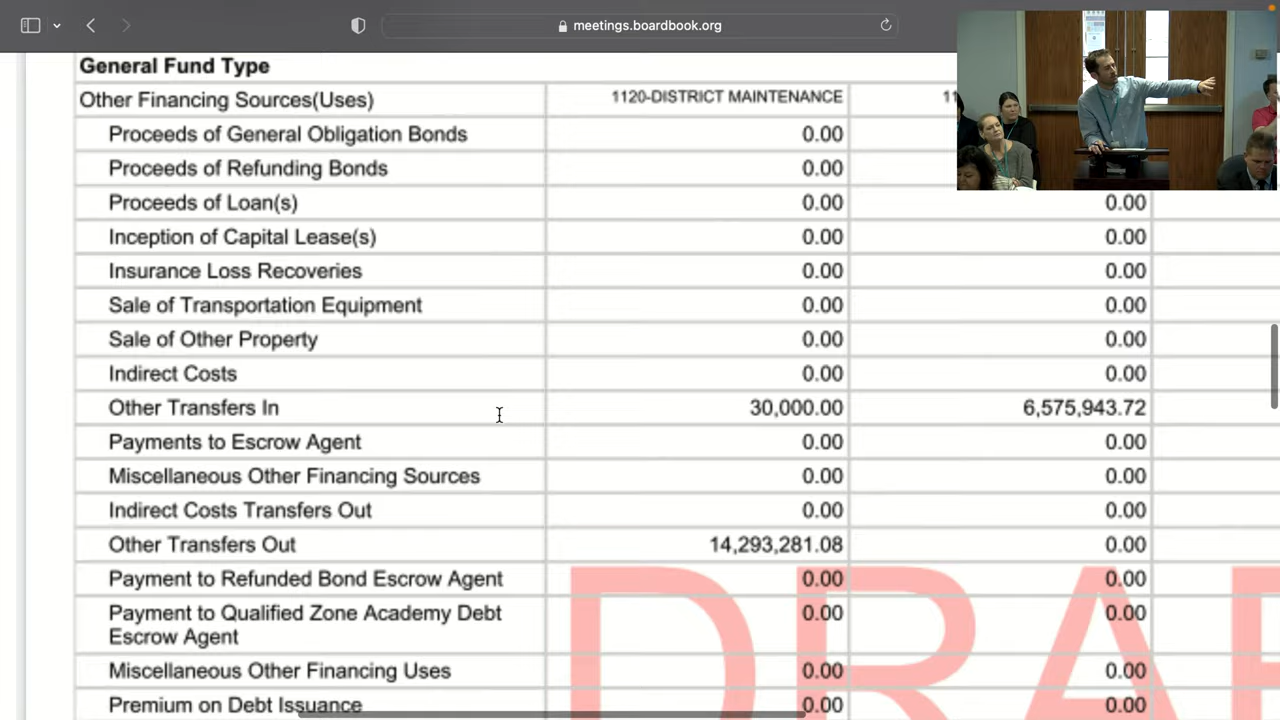 meetings.boardbook.org
General Fund Type
Other Financing Sources(Uses) 1120-DISTRICT MAINTENANCE
Proceeds of General Obligation Bonds 0.00
Proceeds of Refunding Bonds 0.00
Proceeds of Loan(s) 0.00 0.00
Inception of Capital Lease(s) 0.00 0.00
Insurance Loss Recoveries 0.00 0.00
Sale of Transportation Equipment 0.00 0.00
Sale of Other Property 0.00 0.00
Indirect Costs 0.00 0.00
Other Transfers In 30,000.00 6,575,943.72
Payments to Escrow Agent 0.00 0.00
Miscellaneous Other Financing Sources 0.00 0.00
Indirect Costs Transfers Out 0.00 0.00
Other Transfers Out 14,293,281.08 0.00
Payment to Refunded Bond Escrow Agent 0.00 0.00
Payment to Qualified Zone Academy Debt 0.00 0.00
Escrow Agent
Miscellaneous Other Financing Uses 0.00 0.00
Premium on Debt Issuance 0.00 0.00